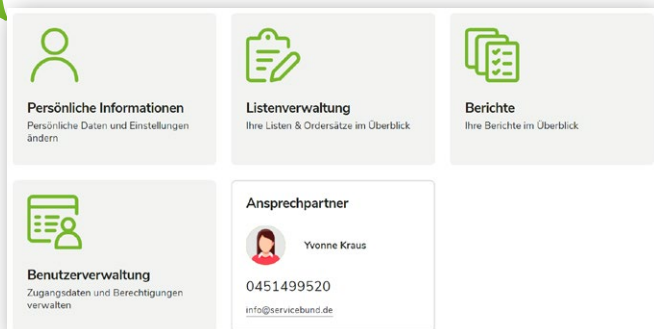 Persönliche Informationen
Persönliche Daten und Einstellungen
ändern
Listenverwaltung
Ihre Listen & Ordersätze im Überblick
Berichte
Ihre Berichte im Überblick
Benutzerverwaltung
Zugangsdaten und Berechtigungen
verwalten
Ansprechpartner
Yvonne Kraus
0451499520
info@servicebund.de